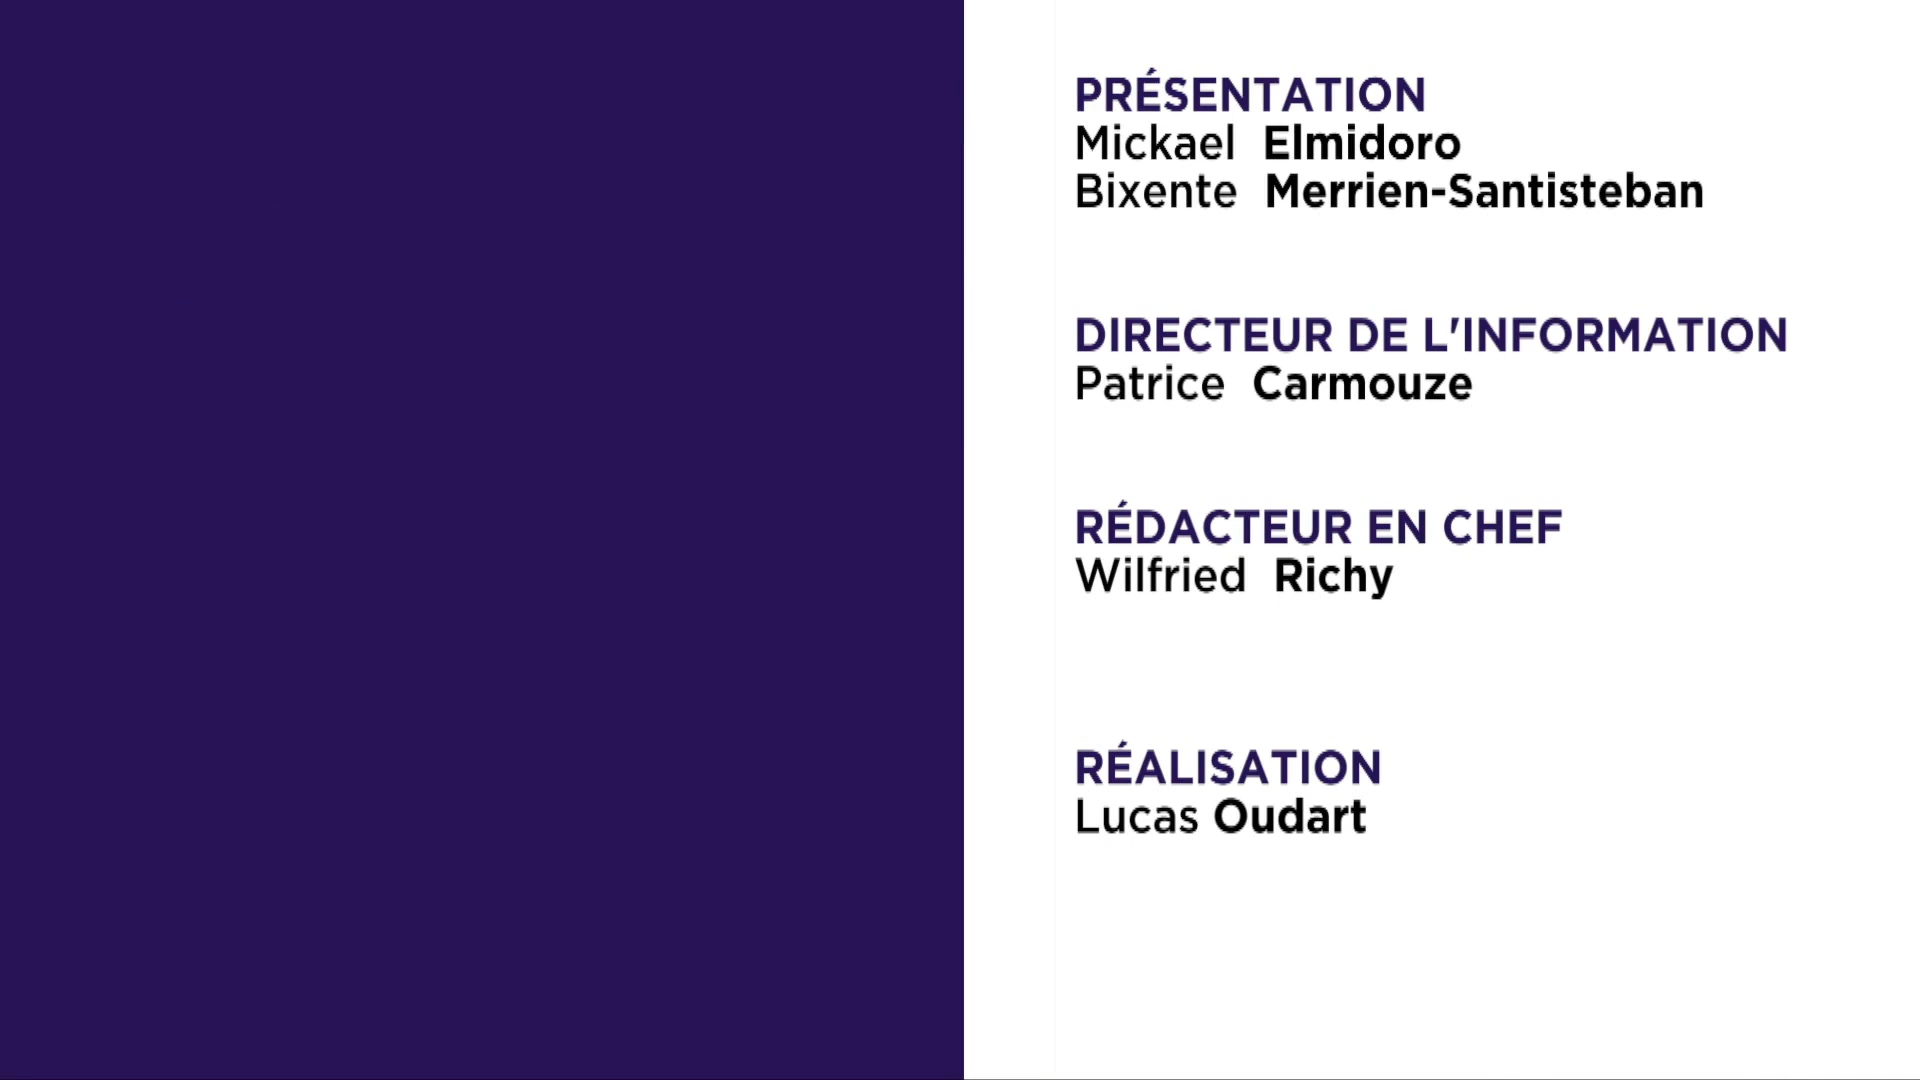 PRÉSENTATION
Mickael Elmidoro
Bixente Merrien-Santisteban
DIRECTEUR DE L'INFORMATION
Patrice Carmouze
RÉDACTEUR EN CHEF
Wilfried Richy
RÉALISATION
Lucas Oudart